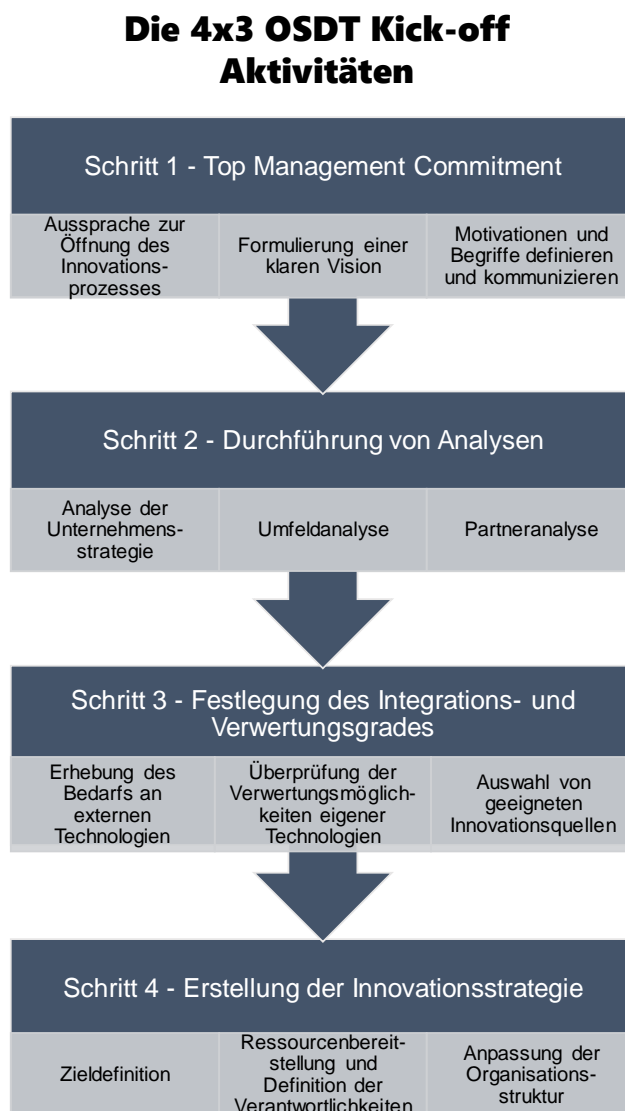 Die 4x3 OSDT Kick-off
Aktivitäten
Schritt 1 - Top Management Commitment
Aussprache zur
Öffnung des
Innovations-
prozesses
Formulierung einer
klaren Vision
Motivationen und
Begriffe definieren
und kommunizieren
Schritt 2 - Durchführung von Analysen
Analyse der
Unternehmens-
strategie
Umfeldanalyse
Partneranalyse
Schritt 3 - Festlegung des Integrations- und
Verwertungsgrades
Erhebung des
Bedarfs an
externen
Technologien
Überprüfung der
Verwertungsmöglich-
keiten eigener
Technologien
Auswahl von
geeigneten
Innovationsquellen
Schritt 4 - Erstellung der Innovationsstrategie
Zieldefinition
Ressourcenbereit-
stellung und
Definition der
Verantwortlichkeiten
Anpassung der
Organisations-
struktur